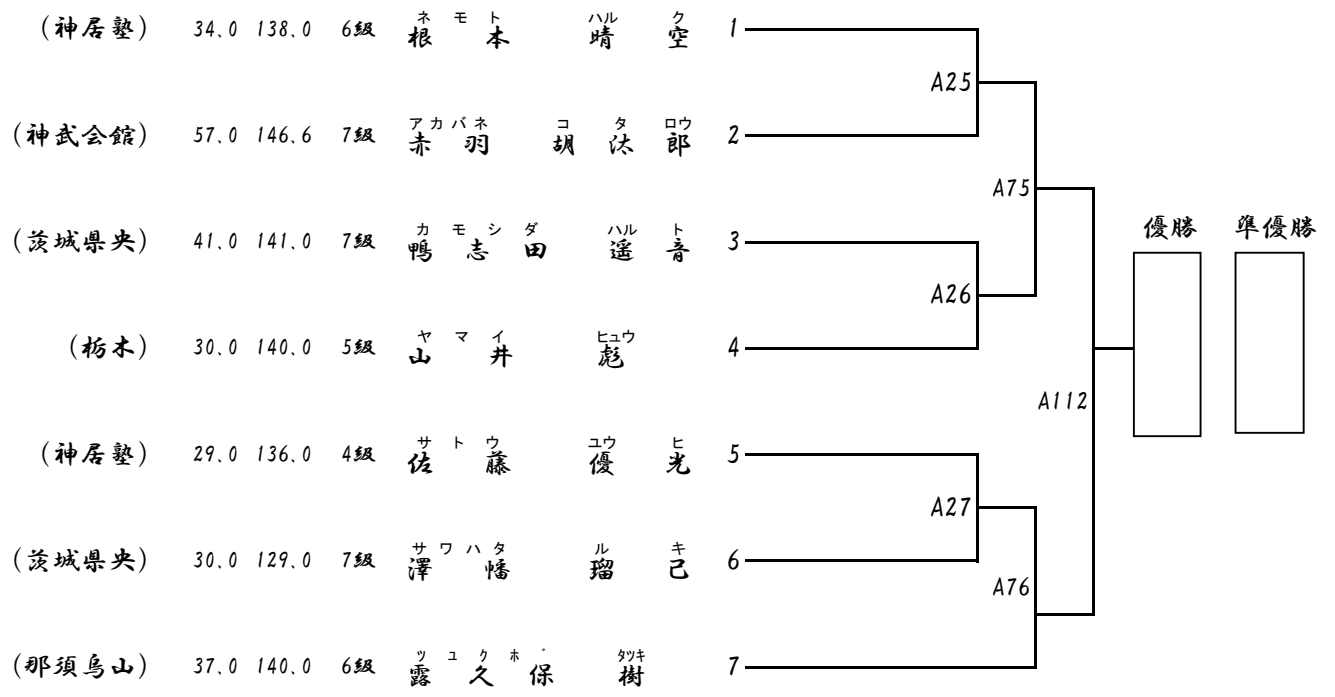 ネモト ハルク
(神居塾) 34.0 138.0 6級 根本 晴空 1
A25
アカバネ コタロウ
(神武会館) 57.0 146.6 7級 赤羽 胡汰郎 2
A75
優勝 準優勝
カモシダ ハルト
(茨城県央) 41.0 141.0 7級 鴨志田 遥音 3
A26
ヤマイ ヒュウ
(栃木) 30.0 140.0 5級 山井 彪 4
A112
サトウ ユウヒ
(神居塾) 29.0 136.0 4級 佐藤 優光 5
A27
サワハタ ルキ
(茨城県央) 30.0 129.0 7級 澤幡 瑠己 6
A76
ツユクボ タツキ
(那須烏山) 37.0 140.0 6級 露久保 樹 7